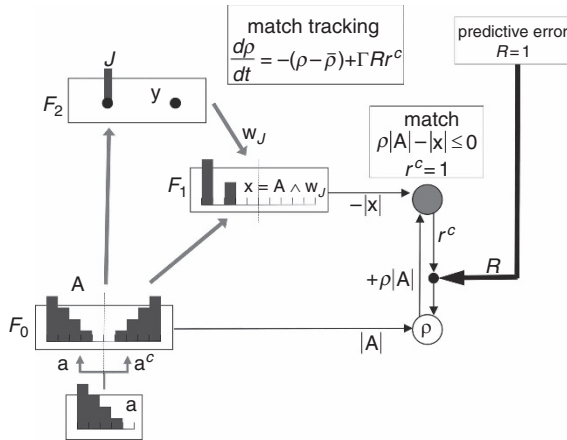 match tracking
dρ/dt = −(ρ−ρ̄)+ΓRr^c
predictive error
R=1
J
y
F₂
w_J
match
ρ|A|−|x| ≤ 0
r^c = 1
F₁
x = A ∧ w_J
−|x|
r^c
A
+ρ|A|
R
F₀
ρ
|A|
a
a^c
a